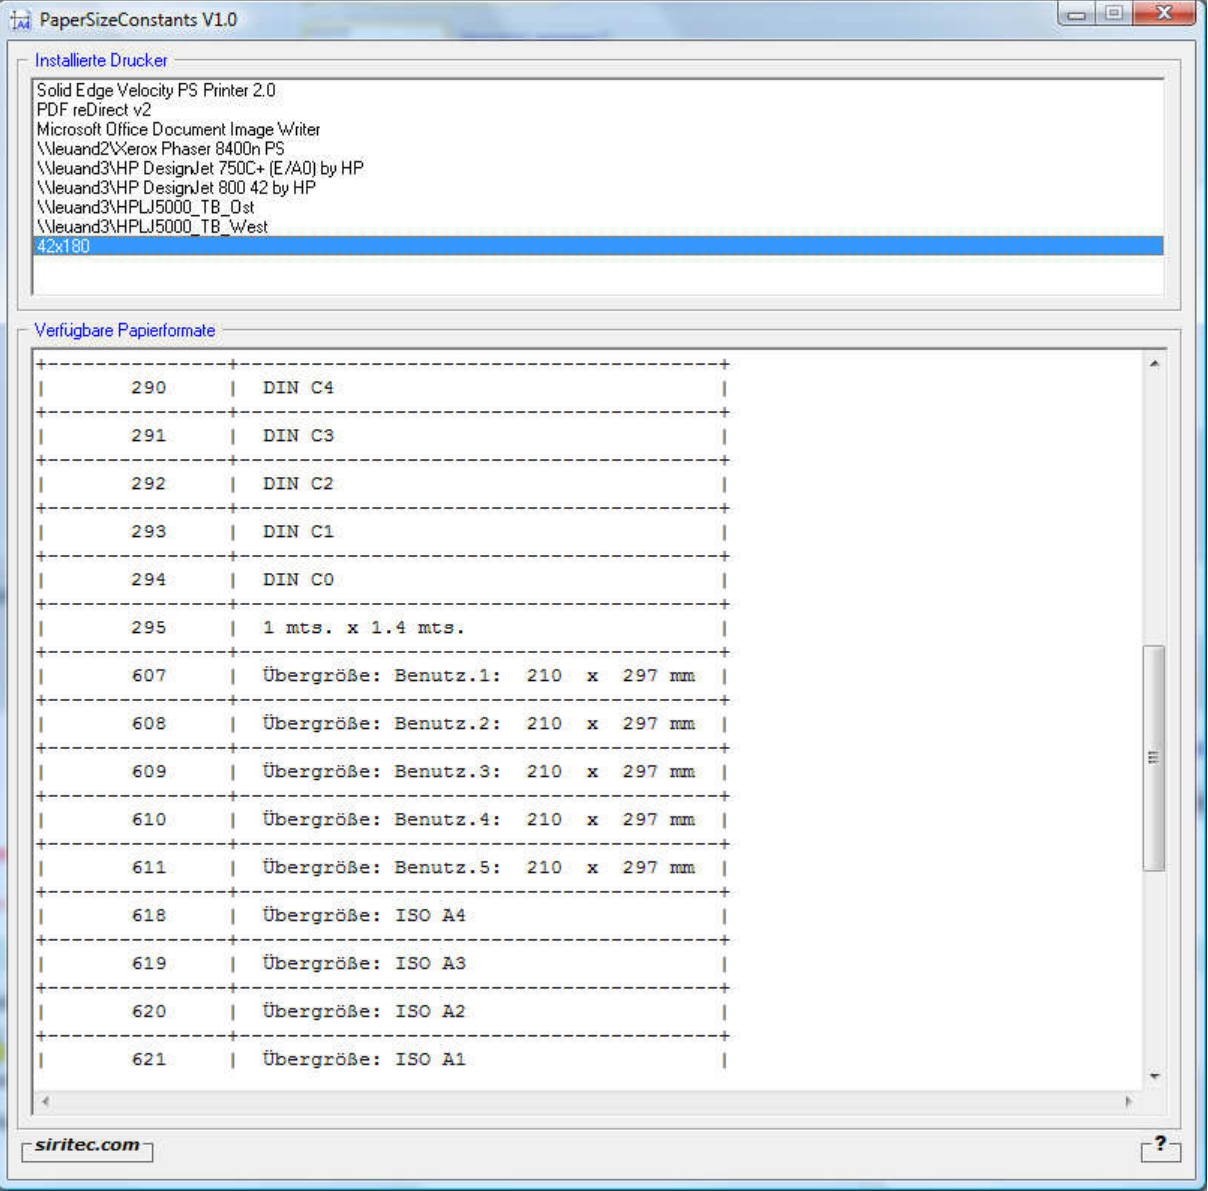 PaperSizeConstants V1.0
Installierte Drucker
Solid Edge Velocity PS Printer 2.0
PDF reDirect v2
Microsoft Office Document Image Writer
\\leuand2\Xerox Phaser 8400n PS
\\leuand3\HP DesignJet 750C+ (E/A0) by HP
\\leuand3\HP DesignJet 800 42 by HP
\\leuand3\HPLJ5000_TB_Ost
\\leuand3\HPLJ5000_TB_West
42x180
Verfügbare Papierformate
290 | DIN C4
291 | DIN C3
292 | DIN C2
293 | DIN C1
294 | DIN C0
295 | 1 mts. x 1.4 mts.
607 | Übergröße: Benutz.1: 210 x 297 mm
608 | Übergröße: Benutz.2: 210 x 297 mm
609 | Übergröße: Benutz.3: 210 x 297 mm
610 | Übergröße: Benutz.4: 210 x 297 mm
611 | Übergröße: Benutz.5: 210 x 297 mm
618 | Übergröße: ISO A4
619 | Übergröße: ISO A3
620 | Übergröße: ISO A2
621 | Übergröße: ISO A1
siritec.com
?